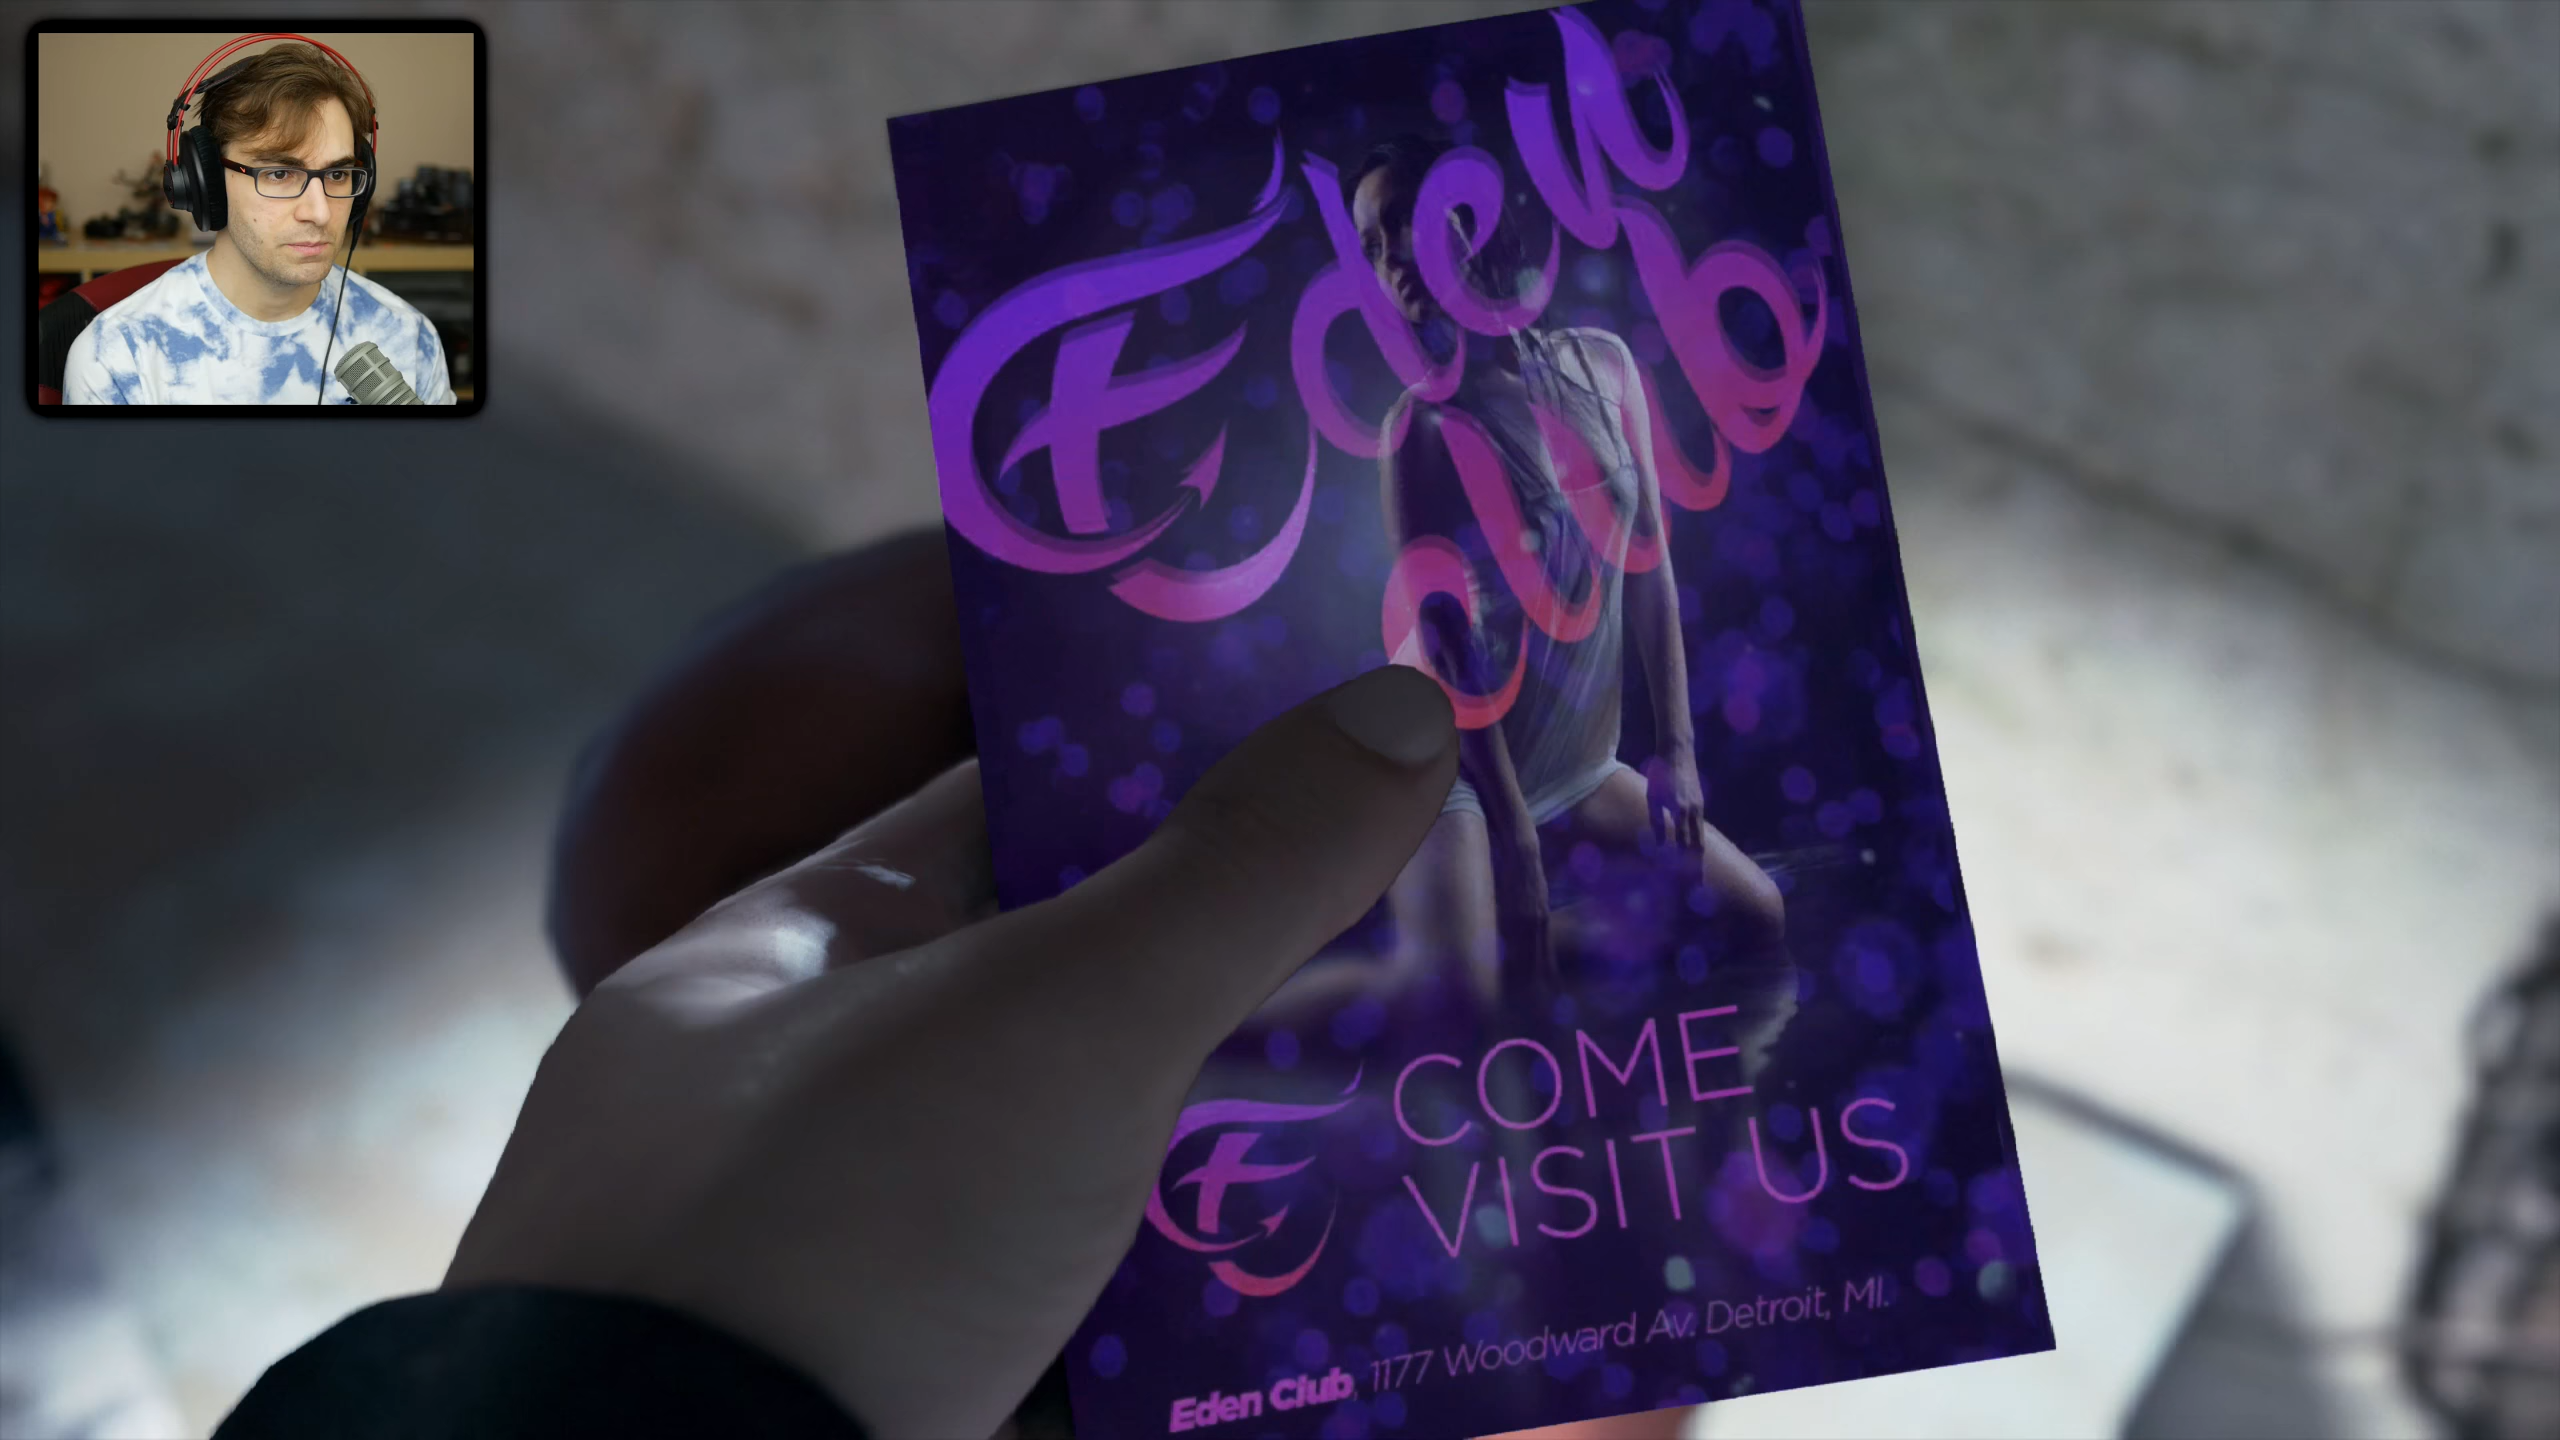 Eden
club
COME
VISIT US
Eden Club, 1177 Woodward Av. Detroit, MI.